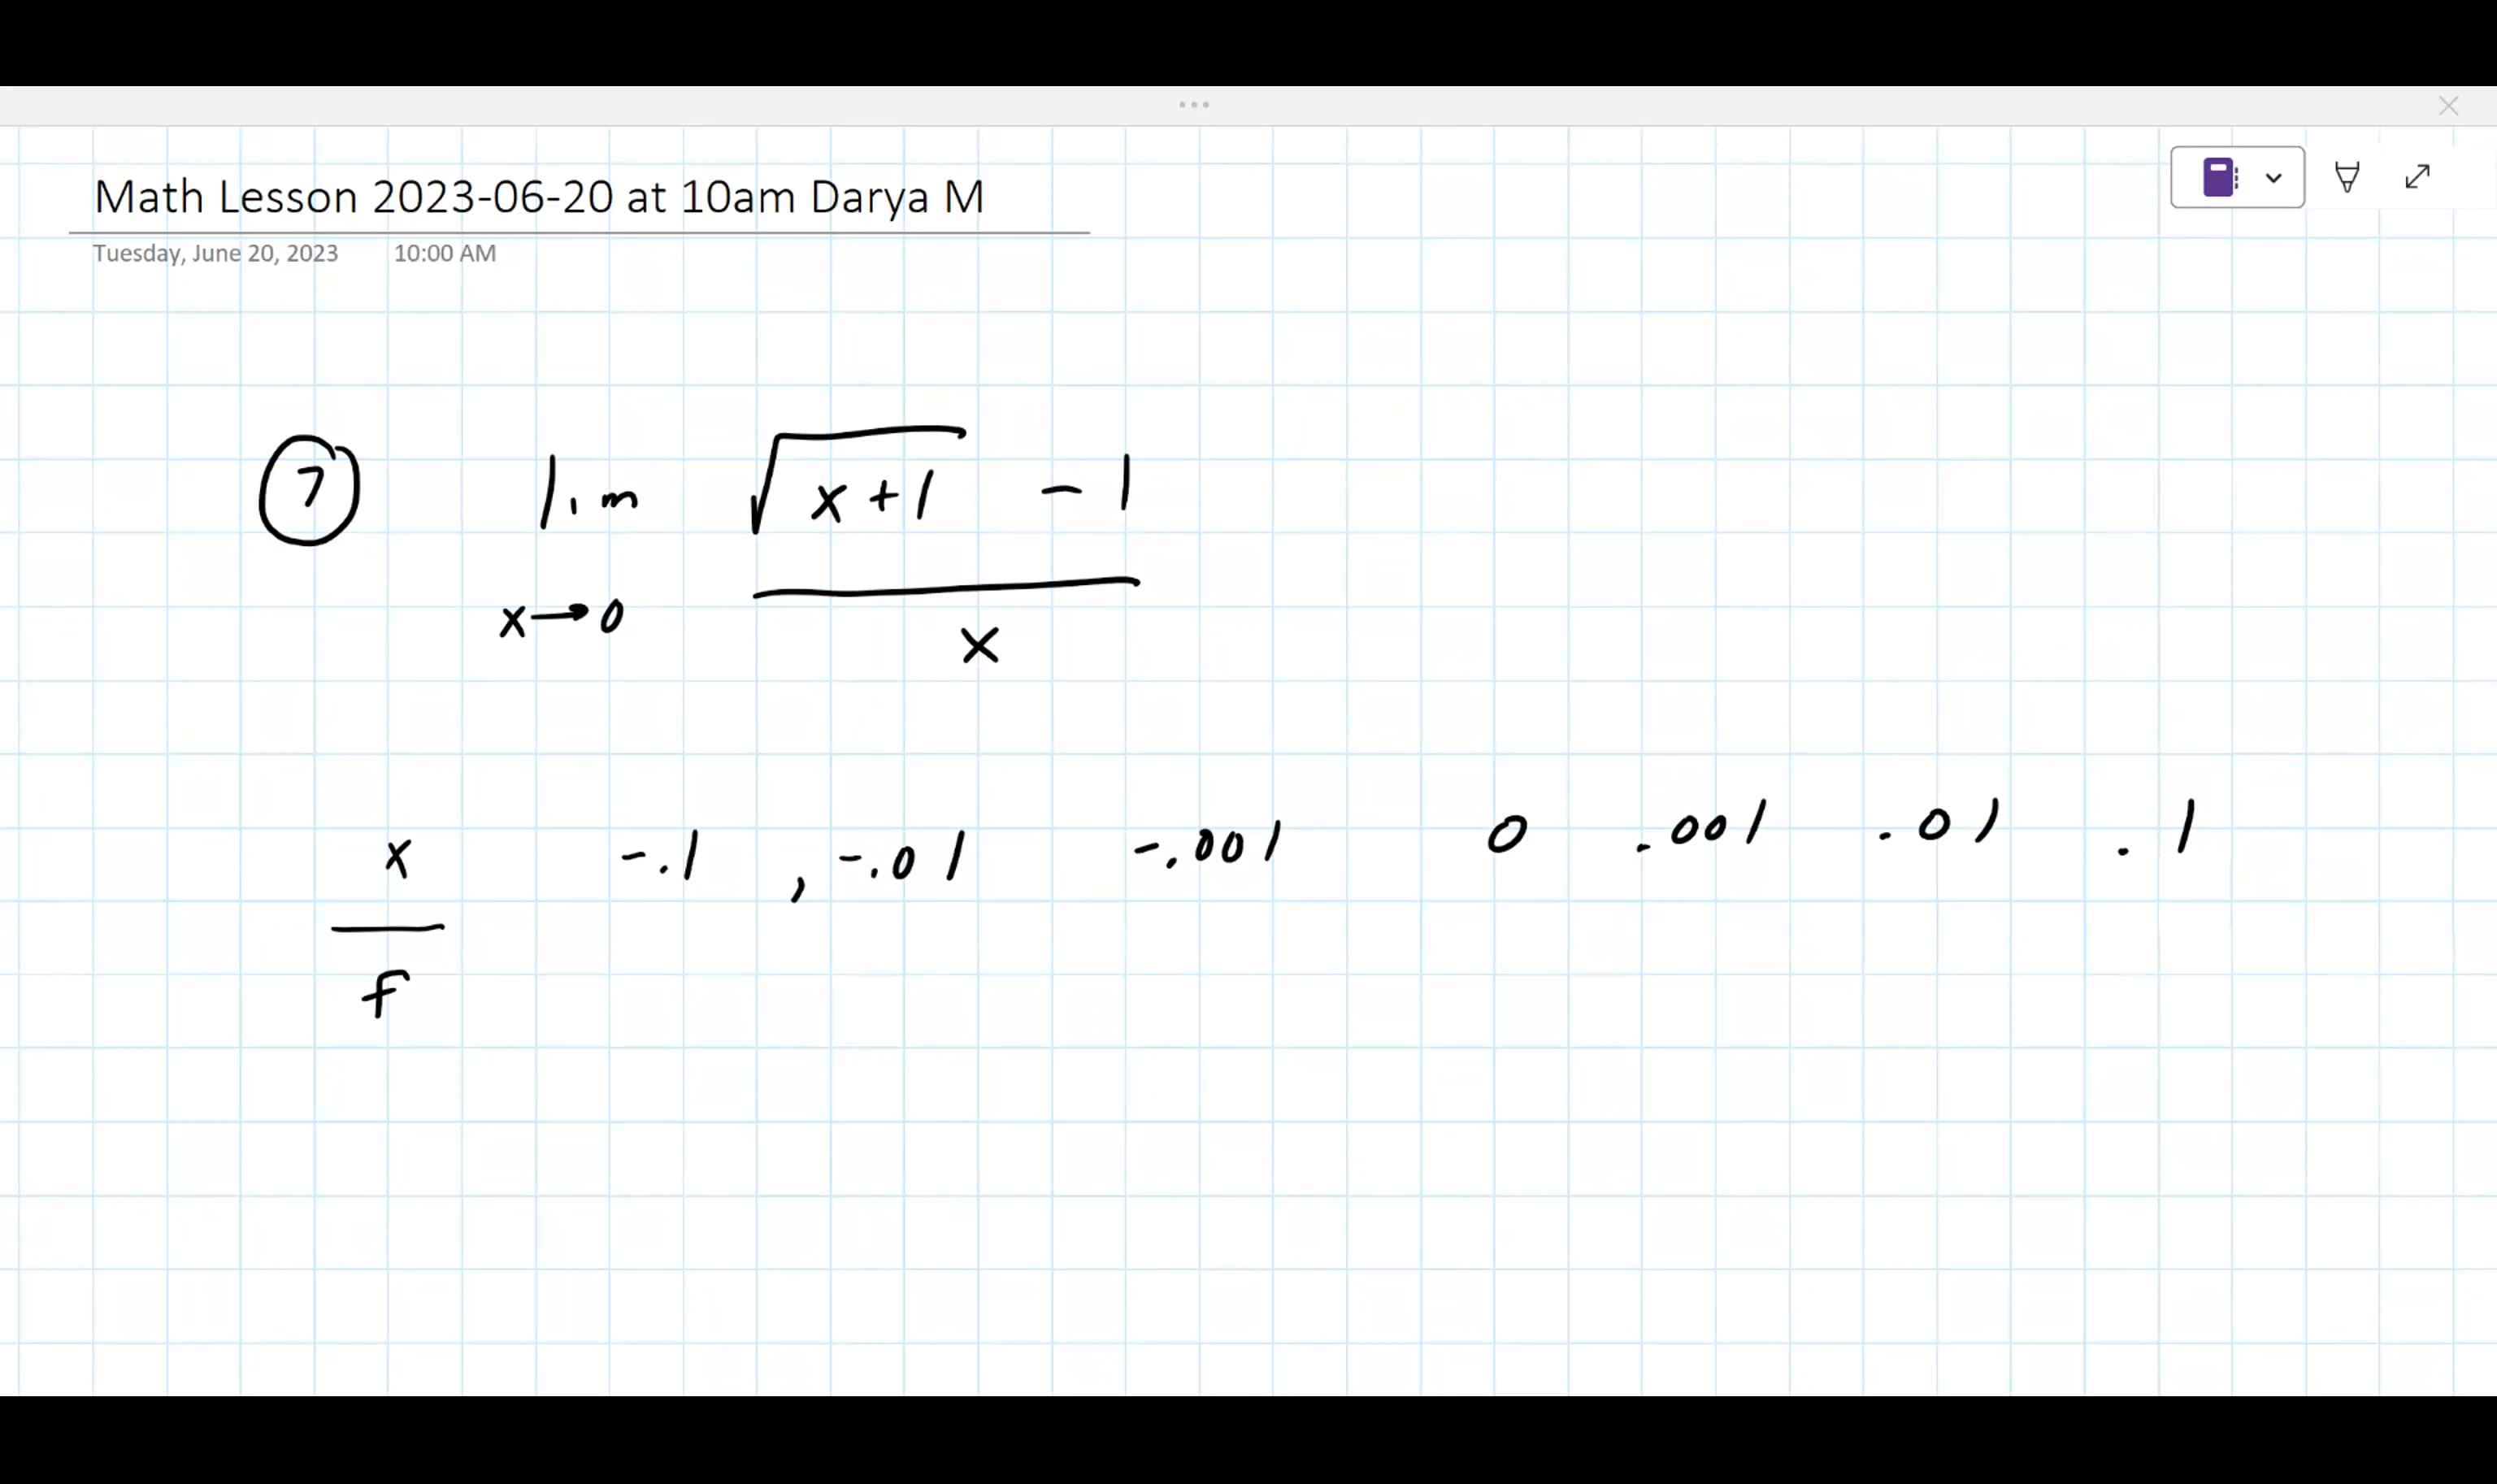 Math Lesson 2023-06-20 at 10am Darya M
Tuesday, June 20, 2023 10:00 AM
7 lim √(x+1) - 1
x→0 x
x -.1 , -.01 -.001 0 .001 .01 .1
f